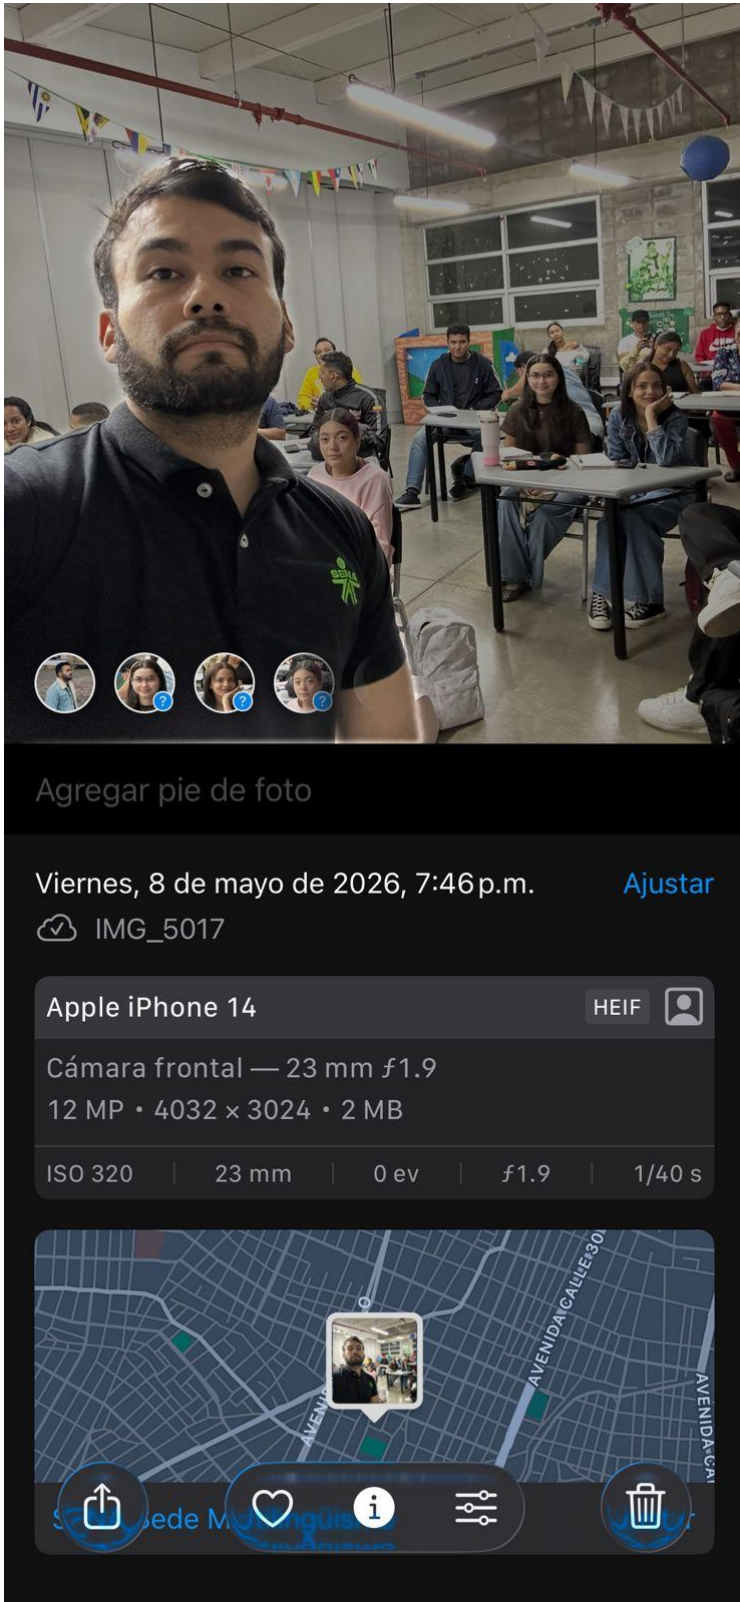 SENA
Agregar pie de foto
Viernes, 8 de mayo de 2026, 7:46 p.m.
Ajustar
IMG_5017
Apple iPhone 14
HEIF
Cámara frontal — 23 mm ƒ1.9
12 MP • 4032 × 3024 • 2 MB
ISO 320
23 mm
0 ev
ƒ1.9
1/40 s
AVENIDA CALLE 30
AVENIDA
Sede